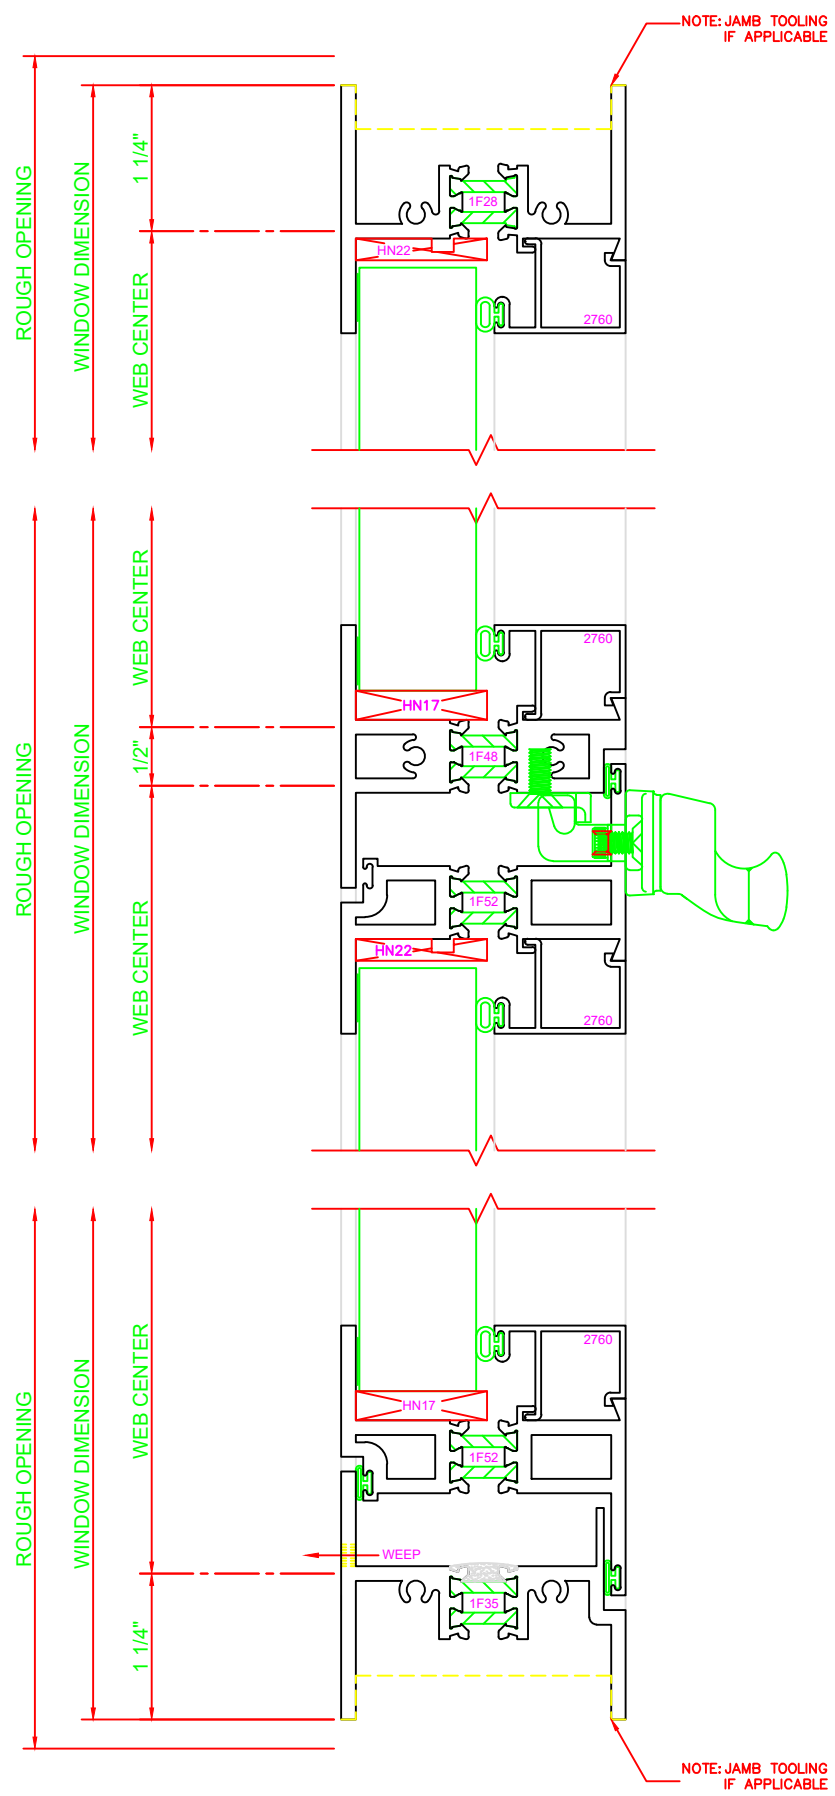 NOTE: JAMB TOOLING
IF APPLICABLE
ROUGH OPENING
WINDOW DIMENSION
1 1/4"
WEB CENTER
1F28
HN22
2760
WEB CENTER
2760
HN17
1/2"
1F48
ROUGH OPENING
WINDOW DIMENSION
WEB CENTER
1F52
HN22
2760
2760
HN17
1F52
ROUGH OPENING
WINDOW DIMENSION
WEB CENTER
WEEP
1F35
1 1/4"
NOTE: JAMB TOOLING
IF APPLICABLE